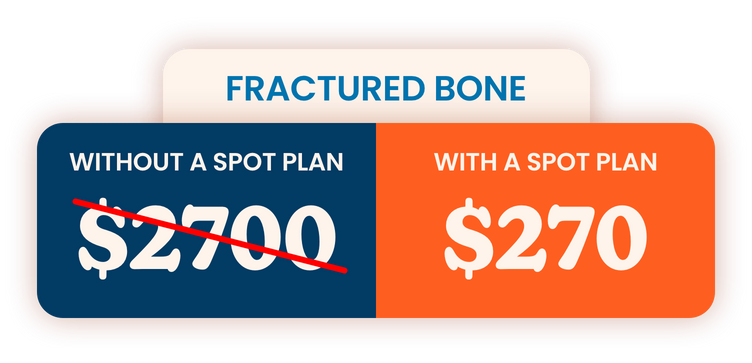 FRACTURED BONE
WITHOUT A SPOT PLAN
$2700
WITH A SPOT PLAN
$270